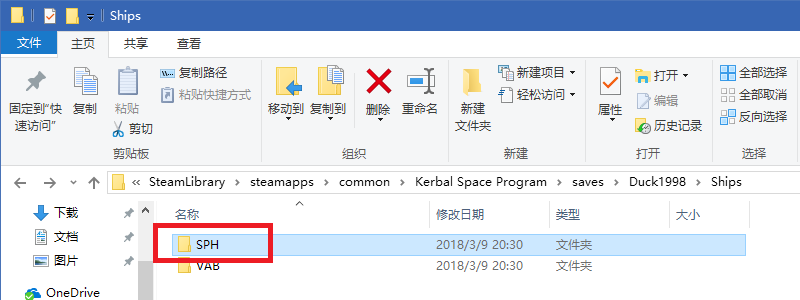 Ships
文件 主页 共享 查看
固定到"快速访问"
复制
粘贴
复制路径
粘贴快捷方式
剪切
移动到 复制到 删除 重命名
新建文件夹
新建项目
轻松访问
属性
打开
编辑
历史记录
全部选择
全部取消
反向选择
剪贴板 组织 新建 打开 选择
« SteamLibrary > steamapps > common > Kerbal Space Program > saves > Duck1998 > Ships
名称 修改日期 类型 大小
下载
文档
图片
OneDrive
SPH 2018/3/9 20:30 文件夹
VAB 2018/3/9 20:30 文件夹